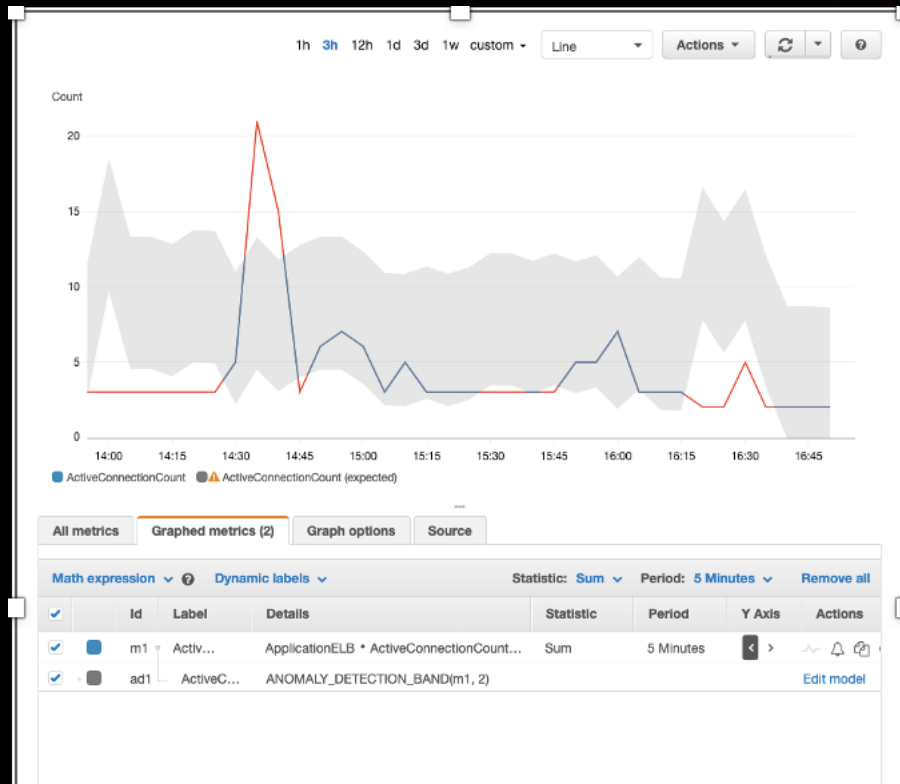 1h 3h 12h 1d 3d 1w custom Line Actions
Count
20
15
10
5
0
14:00 14:15 14:30 14:45 15:00 15:15 15:30 15:45 16:00 16:15 16:30 16:45
ActiveConnectionCount ActiveConnectionCount (expected)
All metrics Graphed metrics (2) Graph options Source
Math expression Dynamic labels Statistic: Sum Period: 5 Minutes Remove all
Id Label Details Statistic Period Y Axis Actions
m1 Activ... ApplicationELB * ActiveConnectionCount... Sum 5 Minutes < >
ad1 ActiveC... ANOMALY_DETECTION_BAND(m1, 2) Edit model